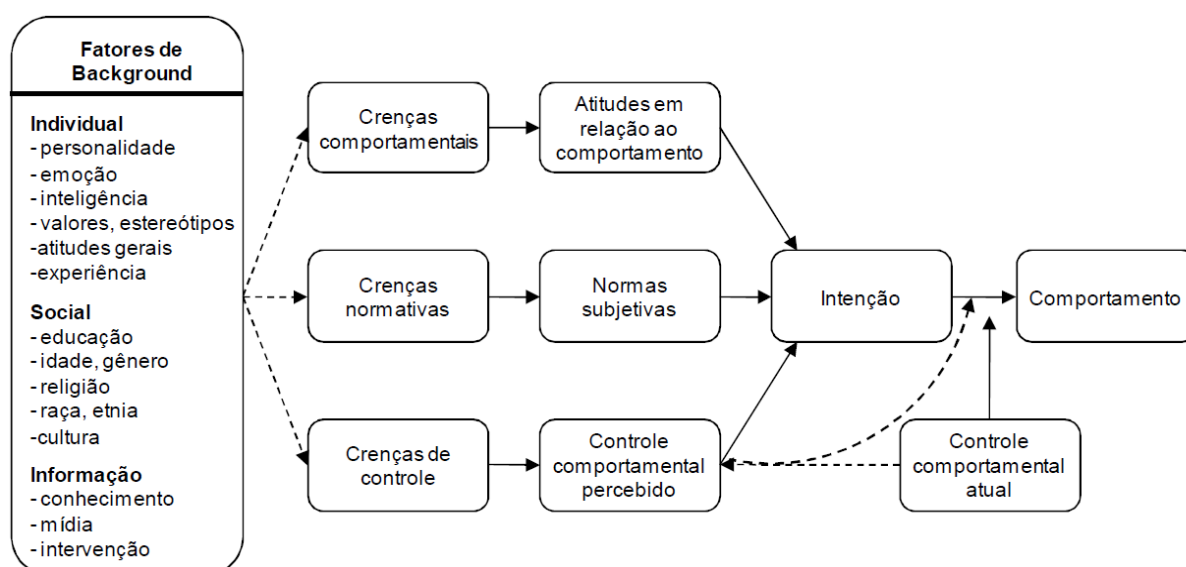 Fatores de
Background
Individual
-personalidade
-emoção
-inteligência
-valores, estereótipos
-atitudes gerais
-experiência
Social
-educação
-idade, gênero
-religião
-raça, etnia
-cultura
Informação
-conhecimento
-mídia
-intervenção
Crenças
comportamentais
Atitudes em
relação ao
comportamento
Crenças
normativas
Normas
subjetivas
Intenção
Comportamento
Crenças de
controle
Controle
comportamental
percebido
Controle
comportamental
atual